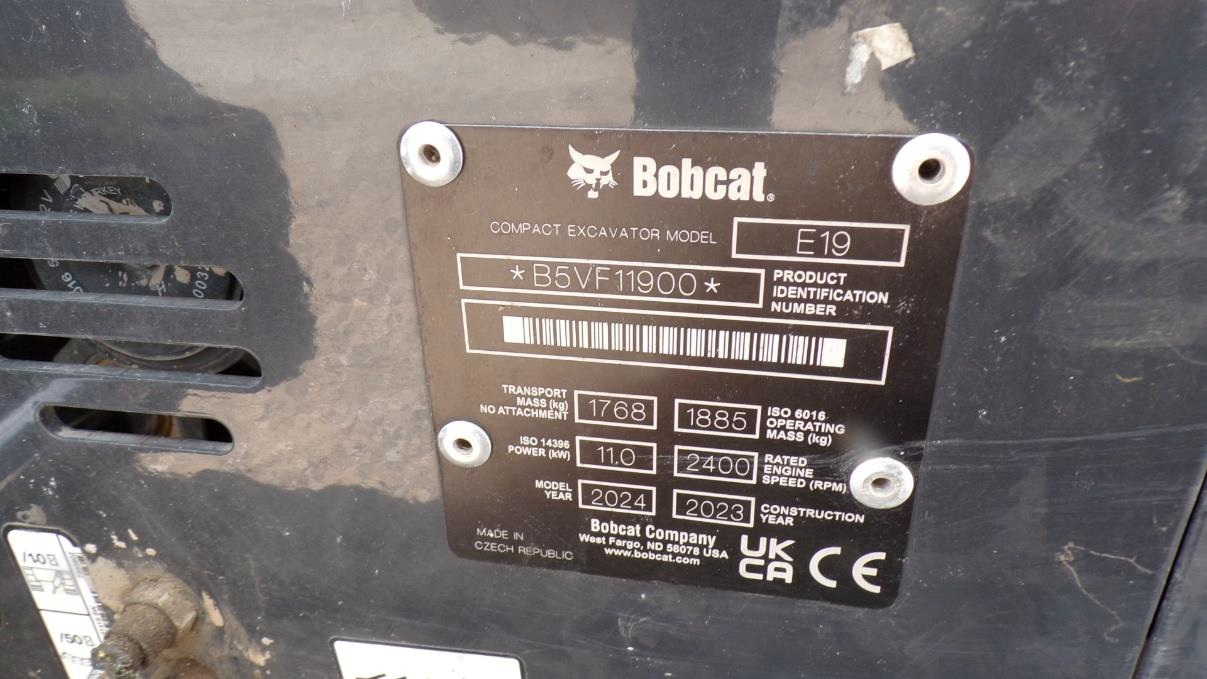 Bobcat®
COMPACT EXCAVATOR MODEL E19
*B5VF11900* PRODUCT IDENTIFICATION NUMBER
TRANSPORT MASS (kg) NO ATTACHMENT 1768 1885 ISO 6016 OPERATING MASS (kg)
ISO 14396 POWER (kW) 11.0 2400 RATED ENGINE SPEED (RPM)
MODEL YEAR 2024 2023 CONSTRUCTION YEAR
MADE IN
CZECH REPUBLIC
Bobcat Company
West Fargo, ND 58078 USA
www.bobcat.com
UK
CA CE